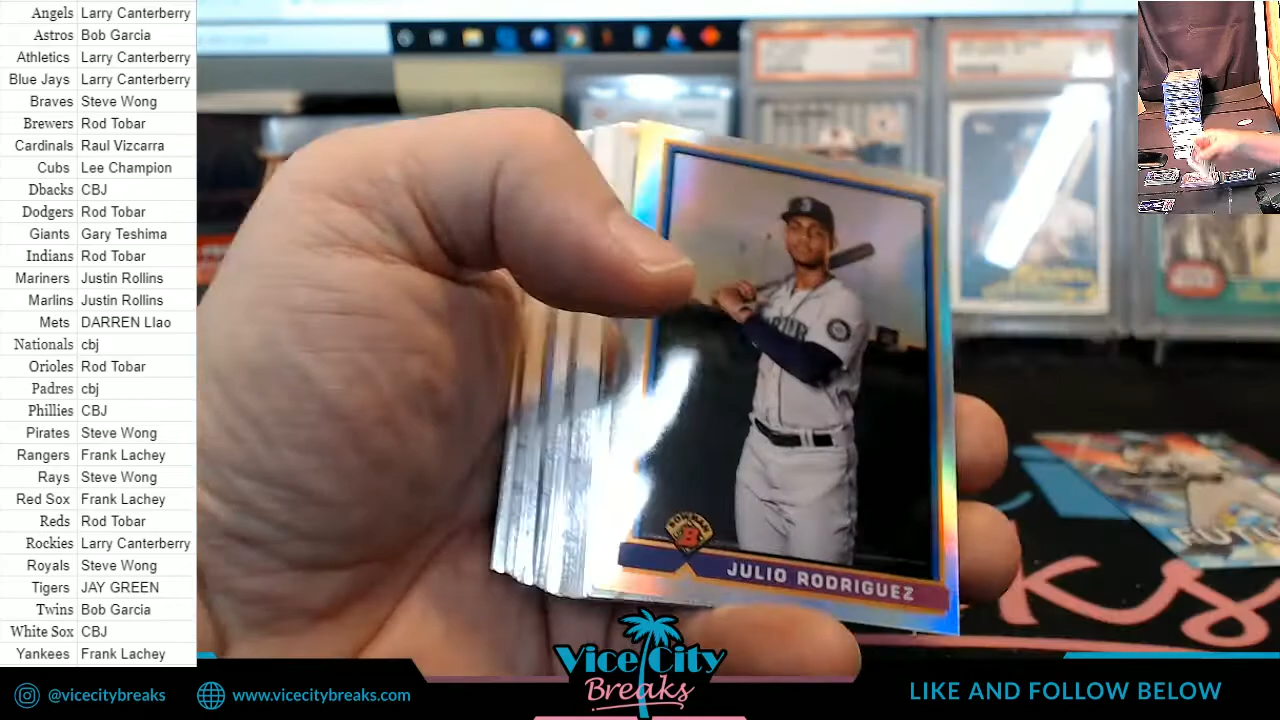 Angels Larry Canterberry
Astros Bob Garcia
Athletics Larry Canterberry
Blue Jays Larry Canterberry
Braves Steve Wong
Brewers Rod Tobar
Cardinals Raul Vizcarra
Cubs Lee Champion
Dbacks CBJ
Dodgers Rod Tobar
Giants Gary Teshima
Indians Rod Tobar
Mariners Justin Rollins
Marlins Justin Rollins
Mets DARREN LIao
Nationals cbj
Orioles Rod Tobar
Padres cbj
Phillies CBJ
Pirates Steve Wong
Rangers Frank Lachey
Rays Steve Wong
Red Sox Frank Lachey
Reds Rod Tobar
Rockies Larry Canterberry
Royals Steve Wong
Tigers JAY GREEN
Twins Bob Garcia
White Sox CBJ
Yankees Frank Lachey
BOWMAN
B
JULIO RODRIGUEZ
Vice City
Breaks
@vicecitybreaks
www.vicecitybreaks.com
LIKE AND FOLLOW BELOW